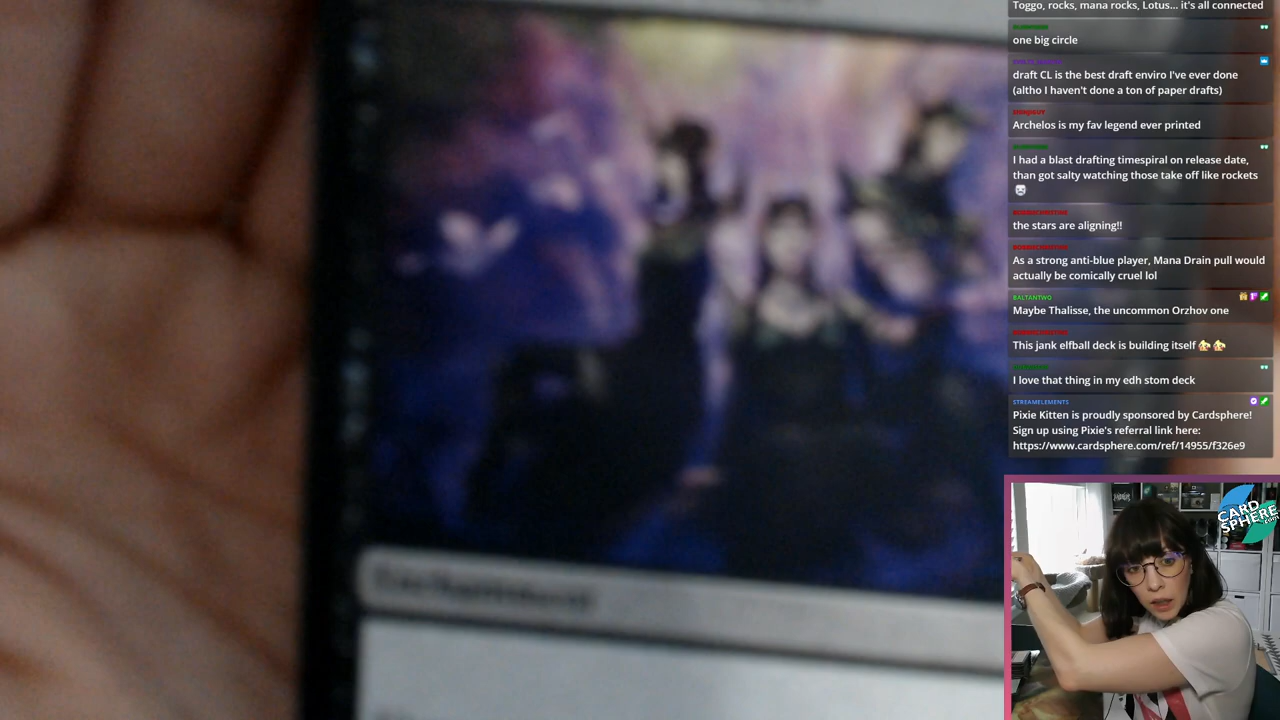 Toggo, rocks, mana rocks, Lotus... it's all connected
one big circle
draft CL is the best draft enviro I've ever done
(altho I haven't done a ton of paper drafts)
Archelos is my fav legend ever printed
I had a blast drafting timespiral on release date,
than got salty watching those take off like rockets
the stars are aligning!!
As a strong anti-blue player, Mana Drain pull would
actually be comically cruel lol
BALTANTWO
Maybe Thalisse, the uncommon Orzhov one
This jank elfball deck is building itself
I love that thing in my edh stom deck
STREAMELEMENTS
Pixie Kitten is proudly sponsored by Cardsphere!
Sign up using Pixie's referral link here:
https://www.cardsphere.com/ref/14955/f326e9
CARD
SPHERE
.com
Enchantment